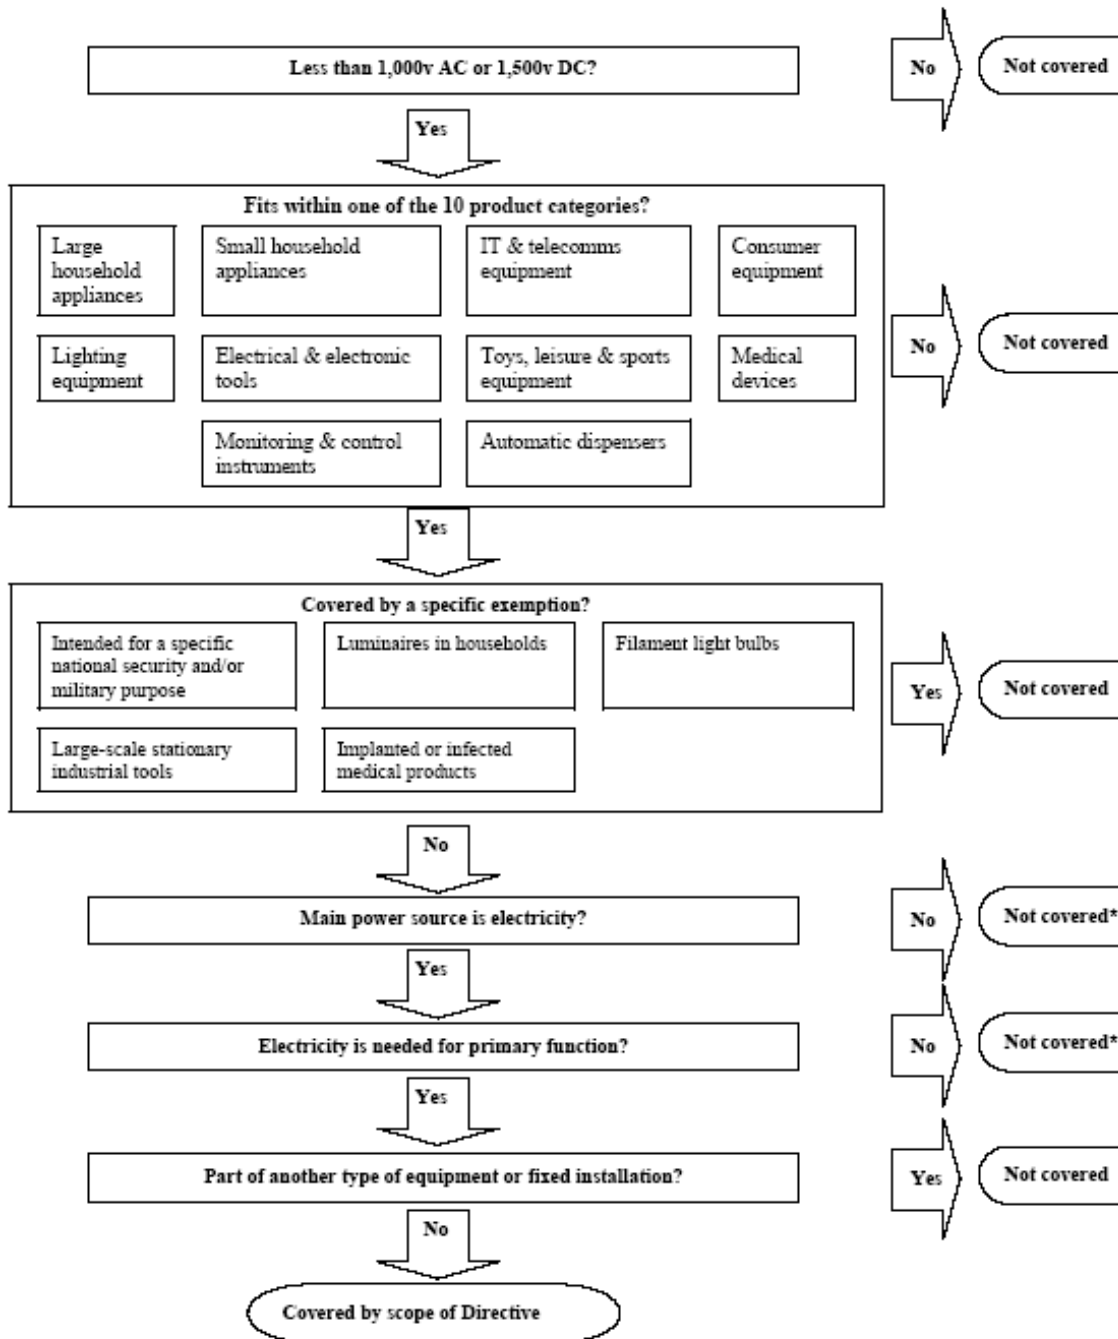 Less than 1,000v AC or 1,500v DC?
No
Not covered
Yes
Fits within one of the 10 product categories?
Large
household
appliances
Small household
appliances
IT & telecomms
equipment
Consumer
equipment
Lighting
equipment
Electrical & electronic
tools
Toys, leisure & sports
equipment
Medical
devices
Monitoring & control
instruments
Automatic dispensers
No
Not covered
Yes
Covered by a specific exemption?
Intended for a specific
national security and/or
military purpose
Luminaires in households
Filament light bulbs
Large-scale stationary
industrial tools
Implanted or infected
medical products
Yes
Not covered
No
Main power source is electricity?
No
Not covered*
Yes
Electricity is needed for primary function?
No
Not covered*
Yes
Part of another type of equipment or fixed installation?
Yes
Not covered
No
Covered by scope of Directive